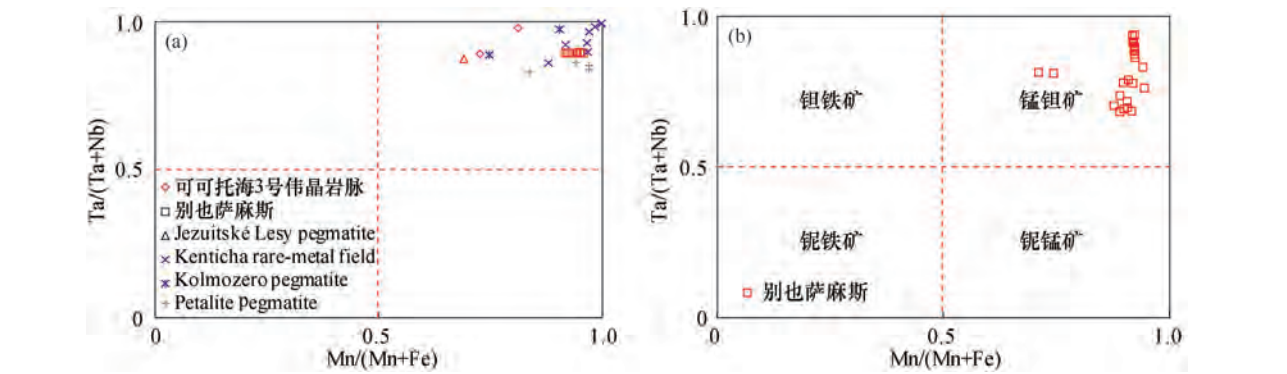 (a)
1.0
0.5
0
Ta/(Ta+Nb)
可可托海3号伟晶岩脉
别也萨麻斯
Jezuitské Lesy pegmatite
Kenticha rare-metal field
Kolmozero pegmatite
Petalite pegmatite
0
0.5
1.0
Mn/(Mn+Fe)
(b)
1.0
0.5
0
Ta/(Ta+Nb)
钽铁矿
锰钽矿
铌铁矿
铌锰矿
别也萨麻斯
0
0.5
1.0
Mn/(Mn+Fe)